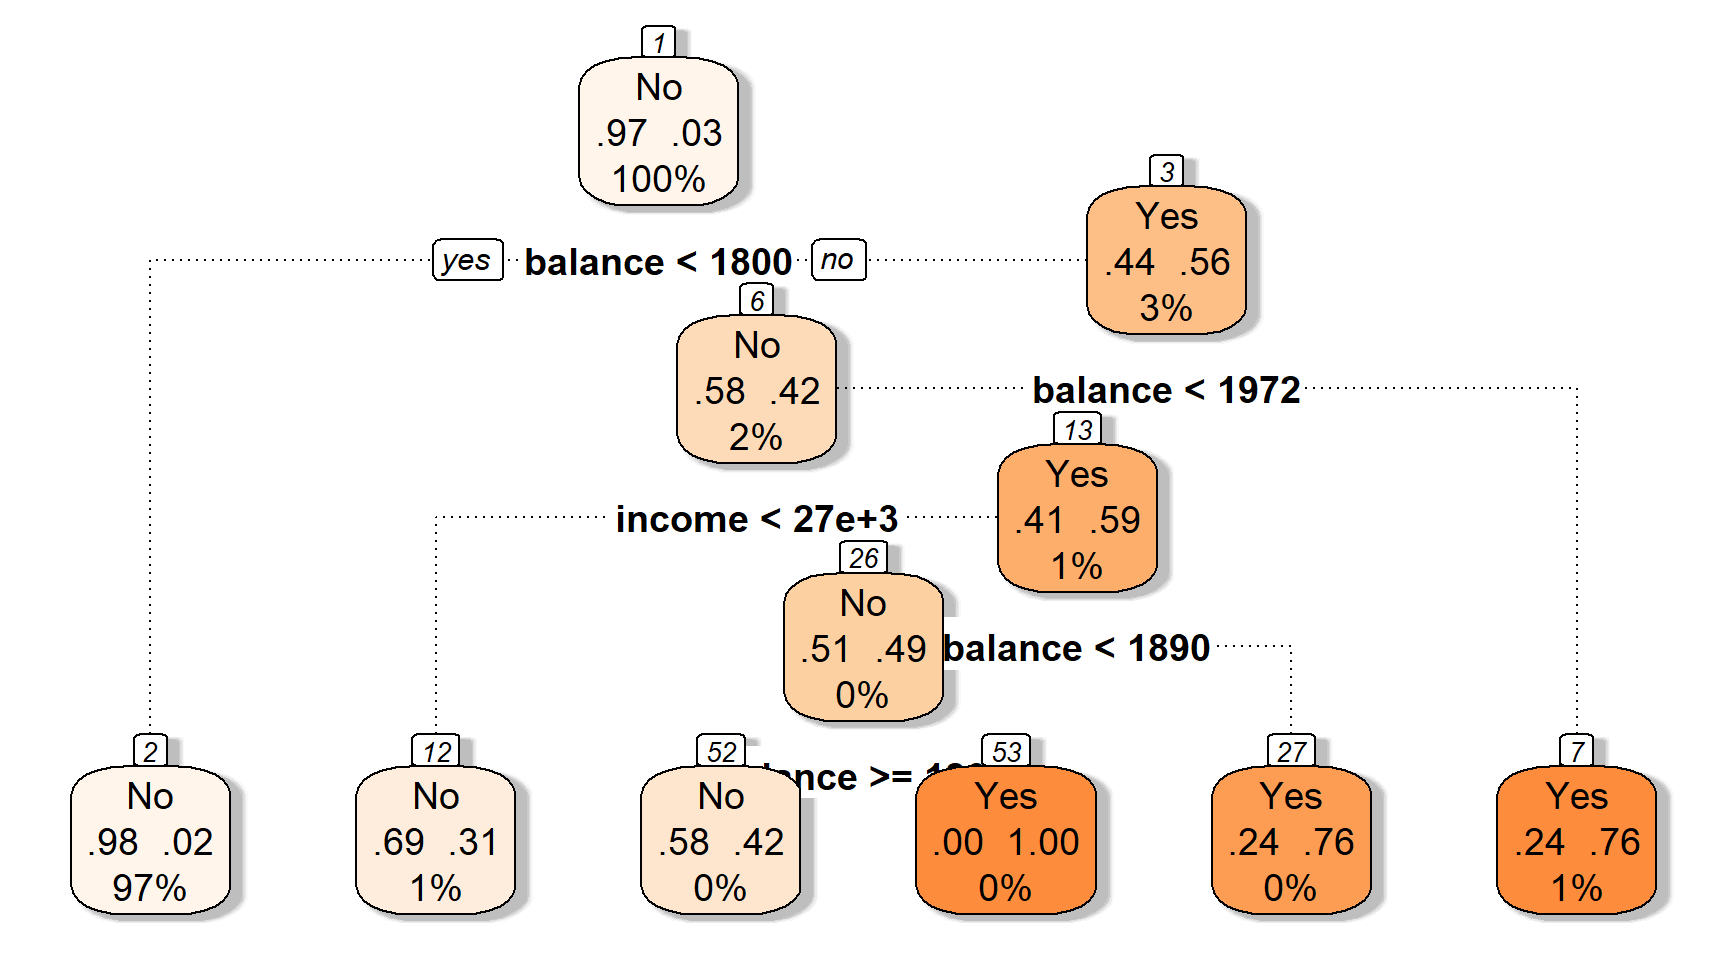 1
No
.97 .03
100%
yes balance < 1800 no
3
Yes
.44 .56
3%
6
No
.58 .42
2%
balance < 1972
13
Yes
.41 .59
1%
income < 27e+3
26
No
.51 .49
0%
balance < 1890
>=
2
No
.98 .02
97%
12
No
.69 .31
1%
52
No
.58 .42
0%
53
Yes
.00 1.00
0%
27
Yes
.24 .76
0%
7
Yes
.24 .76
1%